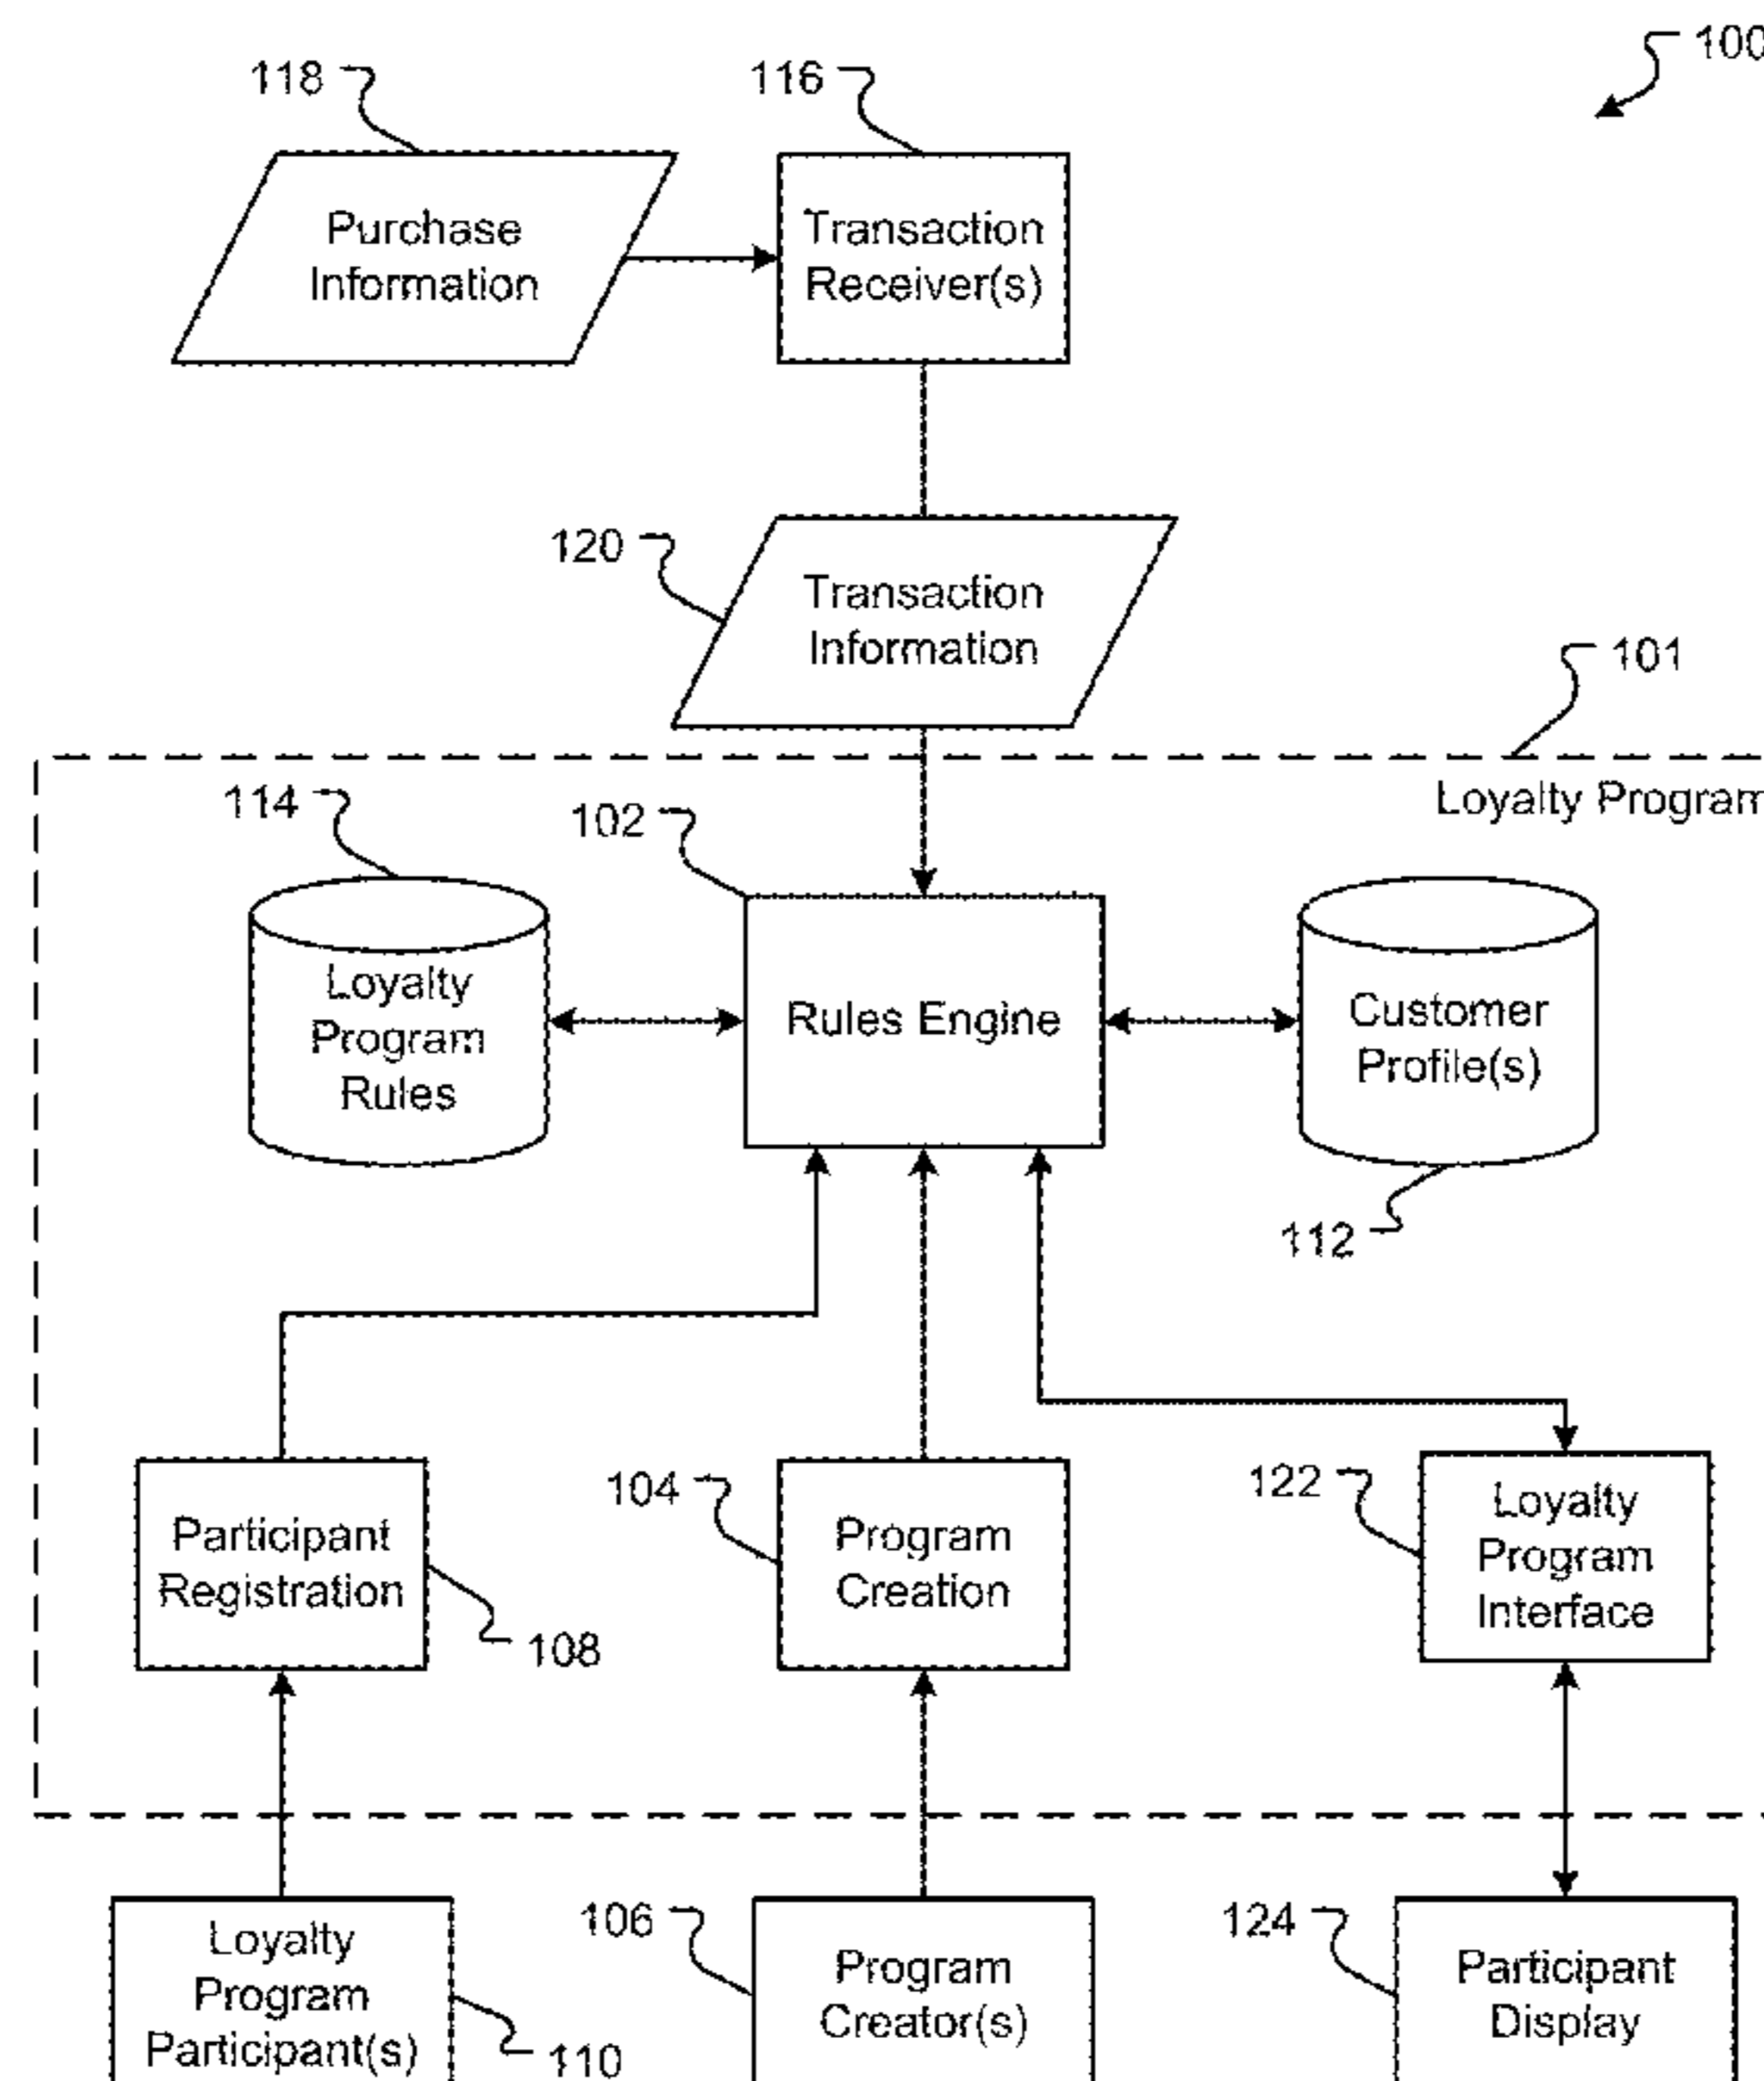 100
118
116
Purchase
Information
Transaction
Receiver(s)
120
Transaction
Information
101
Loyalty Program
114
102
Loyalty
Program
Rules
Rules Engine
Customer
Profile(s)
112
Participant
Registration
108
104
Program
Creation
122
Loyalty
Program
Interface
Loyalty
Program
Participant(s)
110
106
Program
Creator(s)
124
Participant
Display